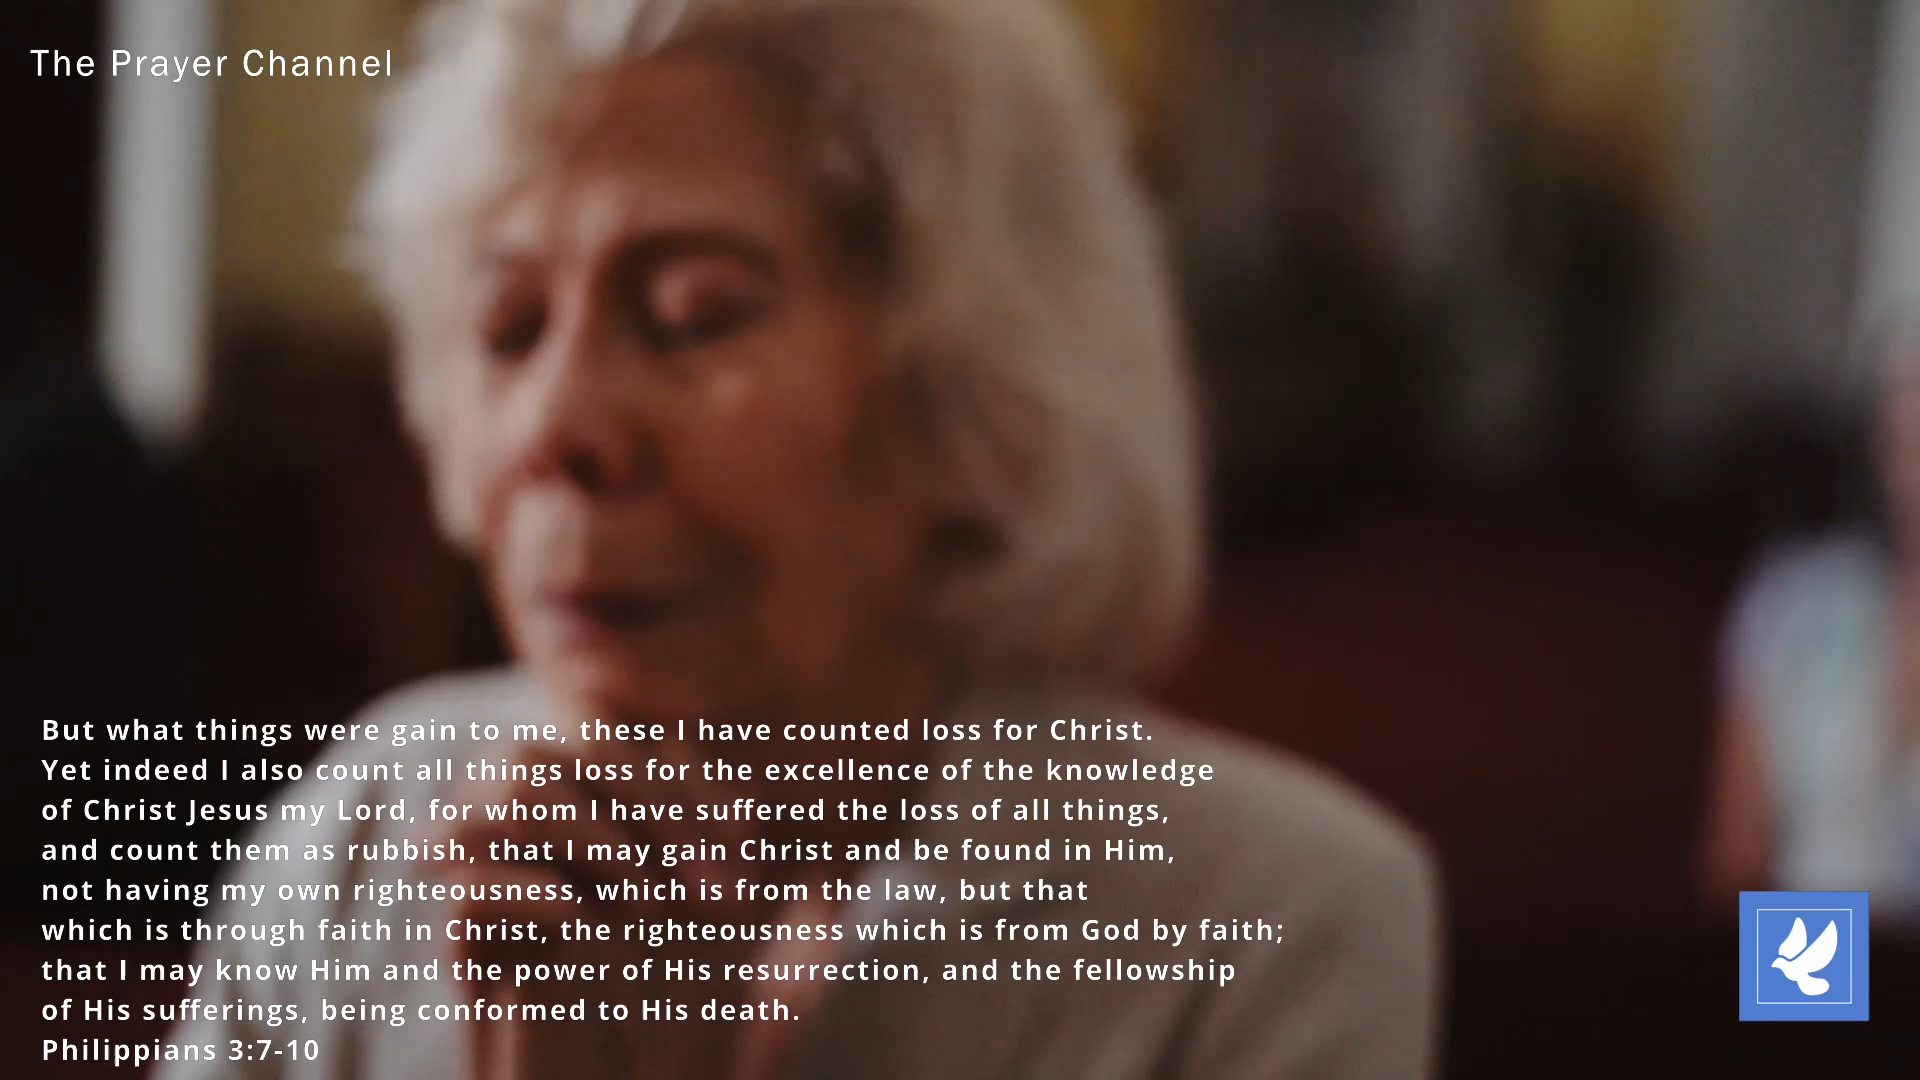 The Prayer Channel
But what things were gain to me, these I have counted loss for Christ.
Yet indeed I also count all things loss for the excellence of the knowledge
of Christ Jesus my Lord, for whom I have suffered the loss of all things,
and count them as rubbish, that I may gain Christ and be found in Him,
not having my own righteousness, which is from the law, but that
which is through faith in Christ, the righteousness which is from God by faith;
that I may know Him and the power of His resurrection, and the fellowship
of His sufferings, being conformed to His death.
Philippians 3:7-10